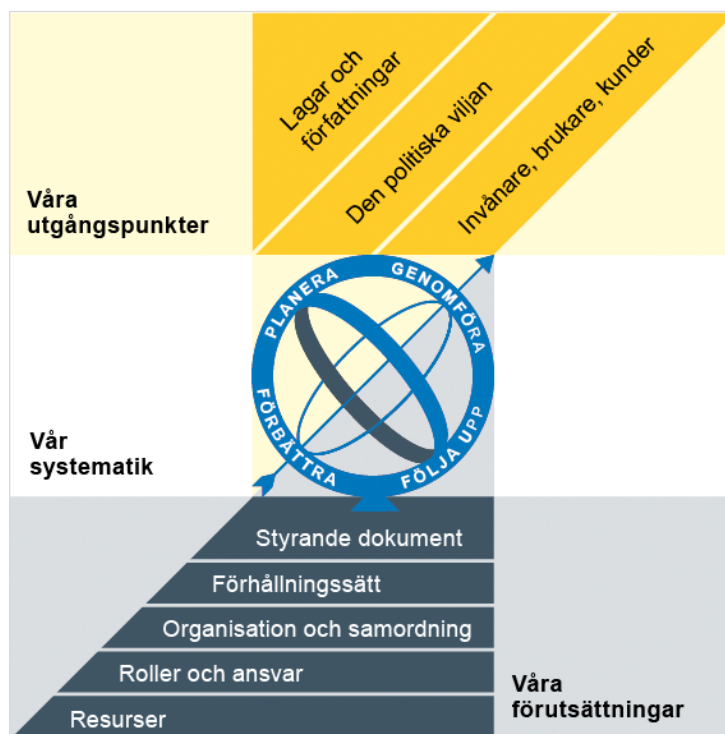 Lagar och
författningar
Den politiska viljan
Invånare, brukare, kunder
Våra
utgångspunkter
PLANERA
GENOMFÖRA
FÖLJA UPP
FÖRBÄTTRA
Vår
systematik
Styrande dokument
Förhållningssätt
Organisation och samordning
Roller och ansvar
Resurser
Våra
förutsättningar